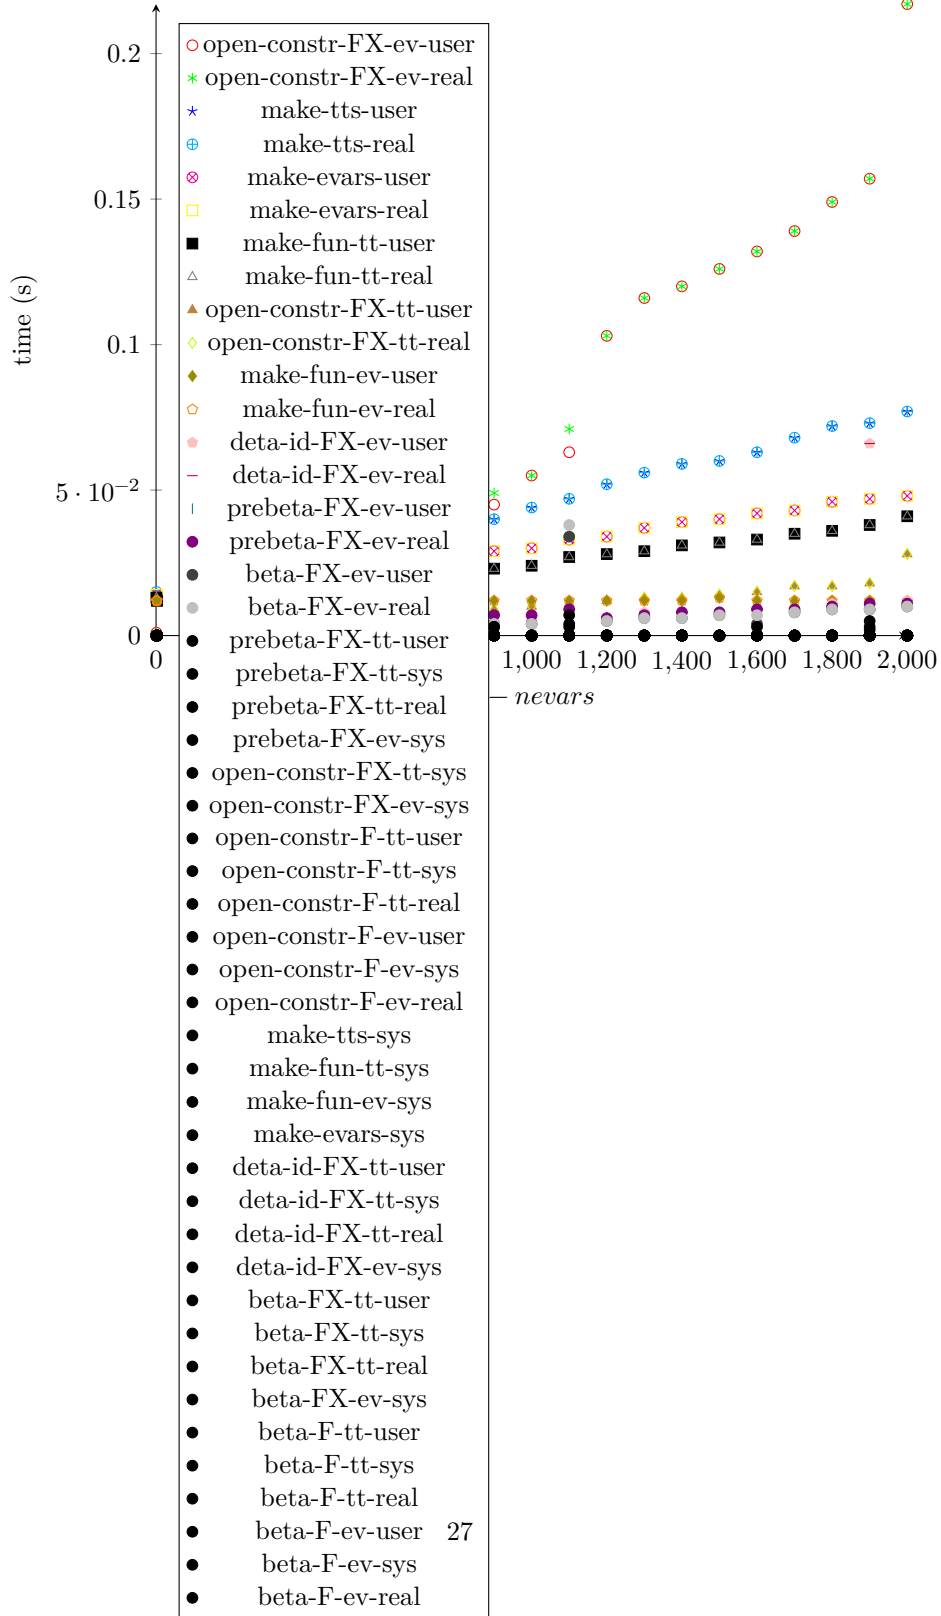 0.2
0.15
0.1
5 · 10−2
0
time (s)
open-constr-FX-ev-user
open-constr-FX-ev-real
make-tts-user
make-tts-real
make-evars-user
make-evars-real
make-fun-tt-user
make-fun-tt-real
open-constr-FX-tt-user
open-constr-FX-tt-real
make-fun-ev-user
make-fun-ev-real
deta-id-FX-ev-user
deta-id-FX-ev-real
prebeta-FX-ev-user
prebeta-FX-ev-real
beta-FX-ev-user
beta-FX-ev-real
prebeta-FX-tt-user
prebeta-FX-tt-sys
prebeta-FX-tt-real
prebeta-FX-ev-sys
open-constr-FX-tt-sys
open-constr-FX-ev-sys
open-constr-F-tt-user
open-constr-F-tt-sys
open-constr-F-tt-real
open-constr-F-ev-user
open-constr-F-ev-sys
open-constr-F-ev-real
make-tts-sys
make-fun-tt-sys
make-fun-ev-sys
make-evars-sys
deta-id-FX-tt-user
deta-id-FX-tt-sys
deta-id-FX-tt-real
deta-id-FX-ev-sys
beta-FX-tt-user
beta-FX-tt-sys
beta-FX-tt-real
beta-FX-ev-sys
beta-F-tt-user
beta-F-tt-sys
beta-F-tt-real
beta-F-ev-user
beta-F-ev-sys
beta-F-ev-real
0 1,000 1,200 1,400 1,600 1,800 2,000
− nevars
27